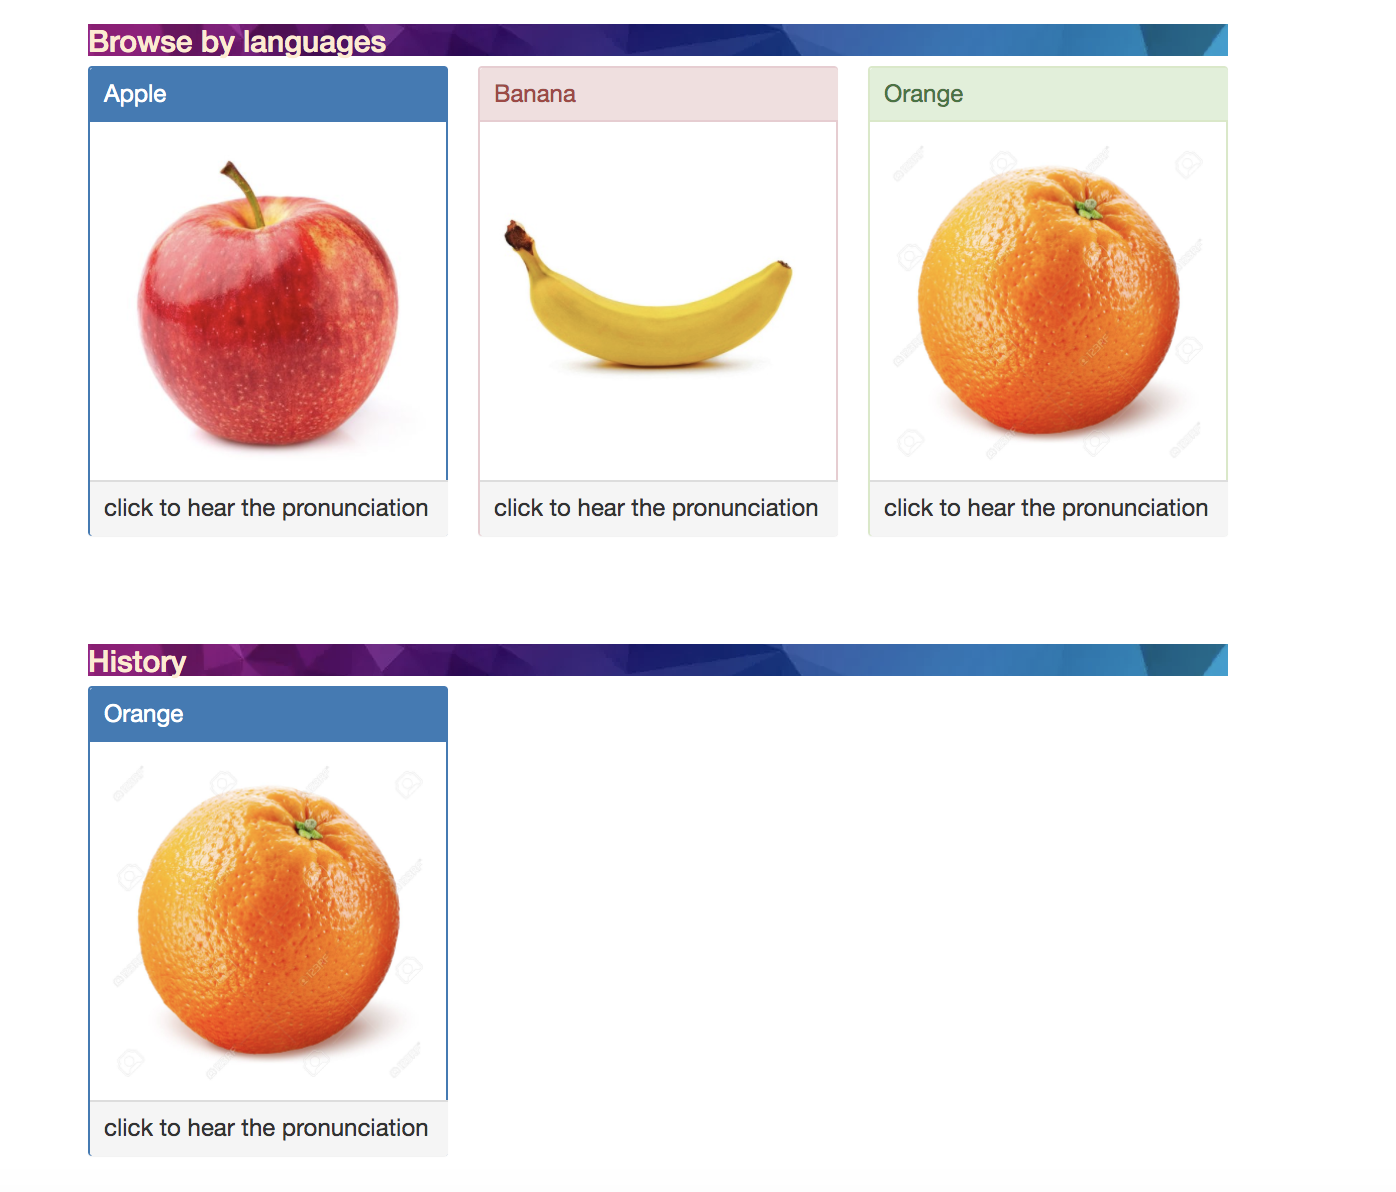 Browse by languages
Apple
Banana
Orange
click to hear the pronunciation
click to hear the pronunciation
click to hear the pronunciation
History
Orange
click to hear the pronunciation